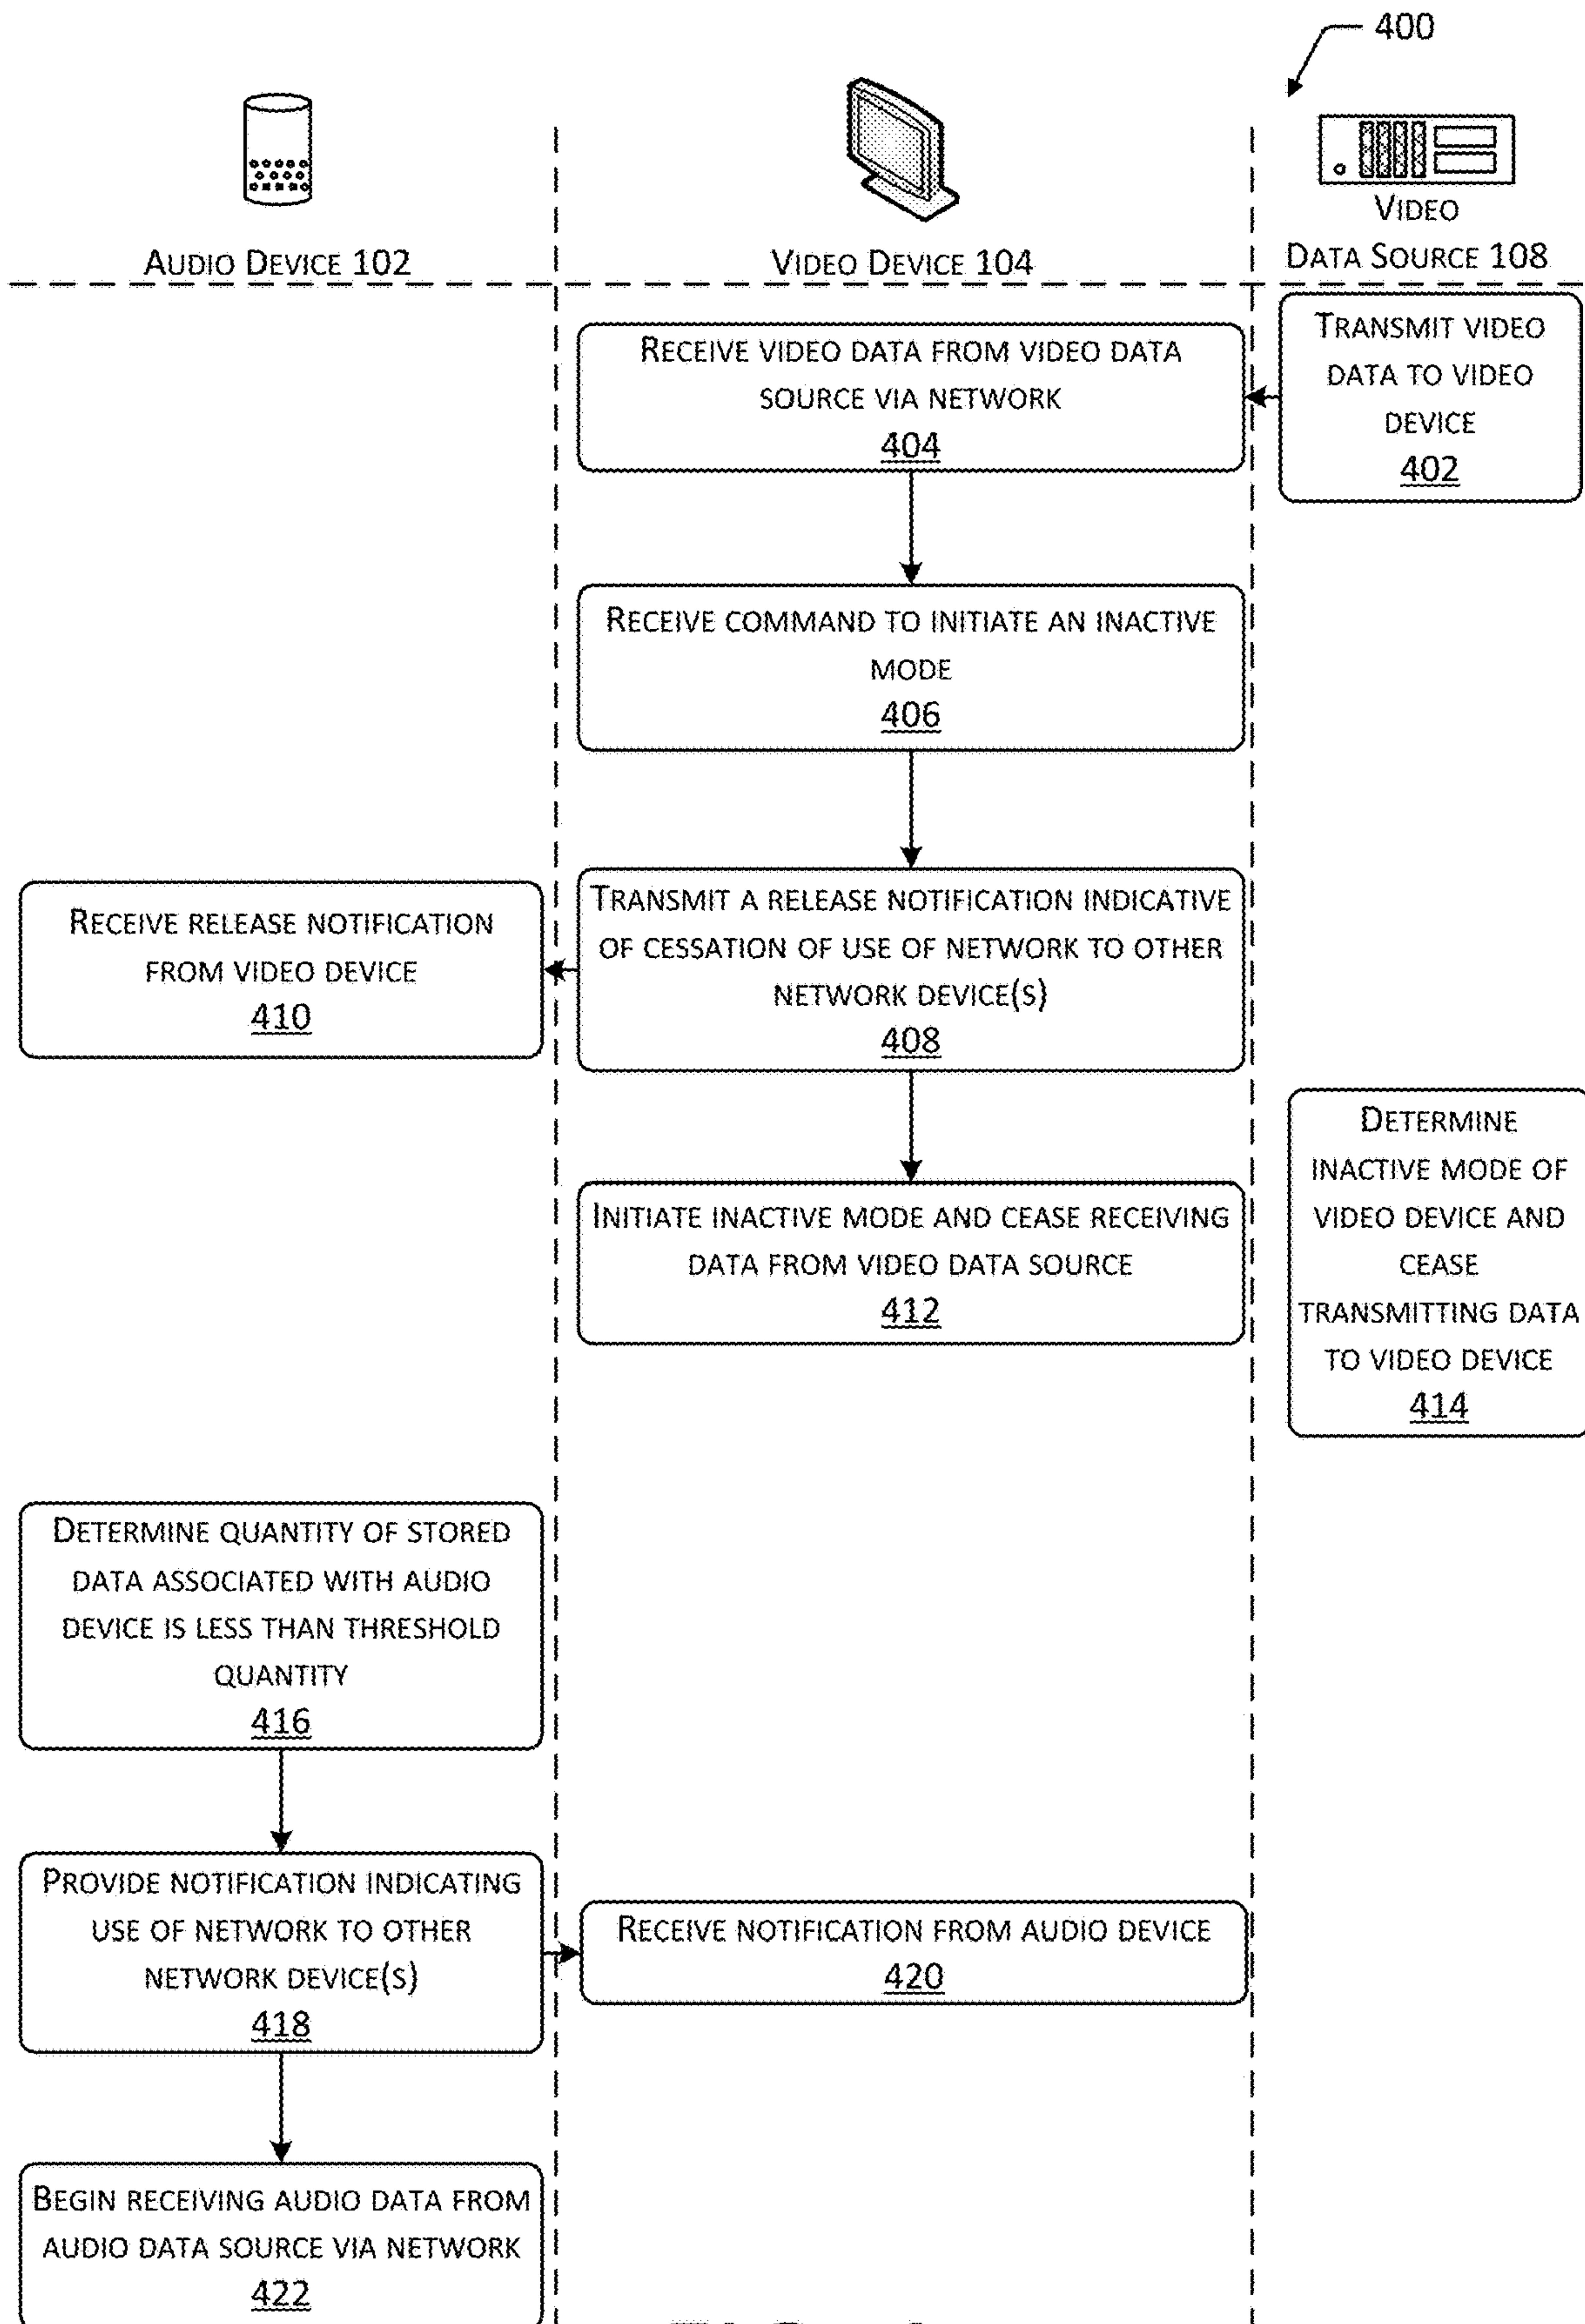 400
AUDIO DEVICE 102
VIDEO DEVICE 104
VIDEO
DATA SOURCE 108
TRANSMIT VIDEO
DATA TO VIDEO
DEVICE
402
RECEIVE VIDEO DATA FROM VIDEO DATA
SOURCE VIA NETWORK
404
RECEIVE COMMAND TO INITIATE AN INACTIVE
MODE
406
TRANSMIT A RELEASE NOTIFICATION INDICATIVE
OF CESSATION OF USE OF NETWORK TO OTHER
NETWORK DEVICE(S)
408
RECEIVE RELEASE NOTIFICATION
FROM VIDEO DEVICE
410
INITIATE INACTIVE MODE AND CEASE RECEIVING
DATA FROM VIDEO DATA SOURCE
412
DETERMINE
INACTIVE MODE OF
VIDEO DEVICE AND
CEASE
TRANSMITTING DATA
TO VIDEO DEVICE
414
DETERMINE QUANTITY OF STORED
DATA ASSOCIATED WITH AUDIO
DEVICE IS LESS THAN THRESHOLD
QUANTITY
416
PROVIDE NOTIFICATION INDICATING
USE OF NETWORK TO OTHER
NETWORK DEVICE(S)
418
RECEIVE NOTIFICATION FROM AUDIO DEVICE
420
BEGIN RECEIVING AUDIO DATA FROM
AUDIO DATA SOURCE VIA NETWORK
422